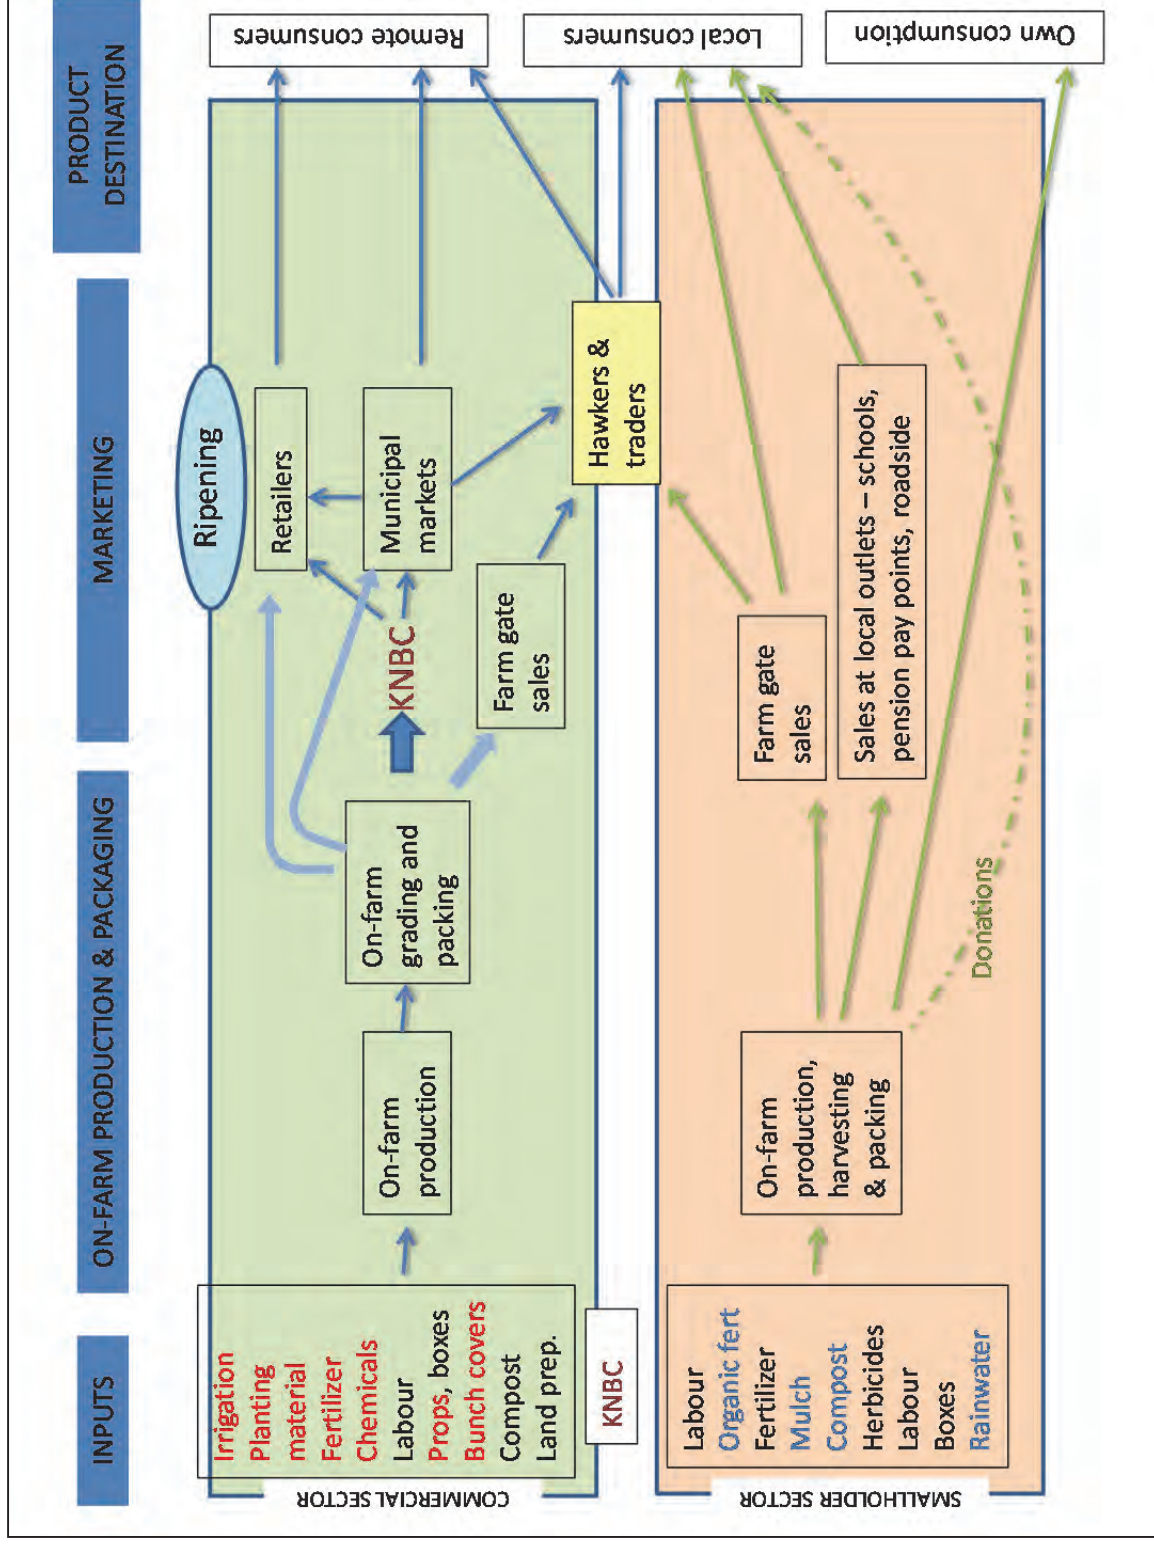 INPUTS
ON-FARM PRODUCTION & PACKAGING
MARKETING
PRODUCT
DESTINATION
COMMERCIAL SECTOR
Irrigation
Planting
material
Fertilizer
Chemicals
Labour
Props, boxes
Bunch covers
Compost
Land prep.
KNBC
On-farm
production
On-farm
grading and
packing
KNBC
Farm gate
sales
Ripening
Retailers
Municipal
markets
Hawkers &
traders
Remote consumers
Local consumers
Own consumption
SMALLHOLDER SECTOR
Labour
Organic fert
Fertilizer
Mulch
Compost
Herbicides
Labour
Boxes
Rainwater
On-farm
production,
harvesting
& packing
Farm gate
sales
Sales at local outlets – schools,
pension pay points, roadside
Donations